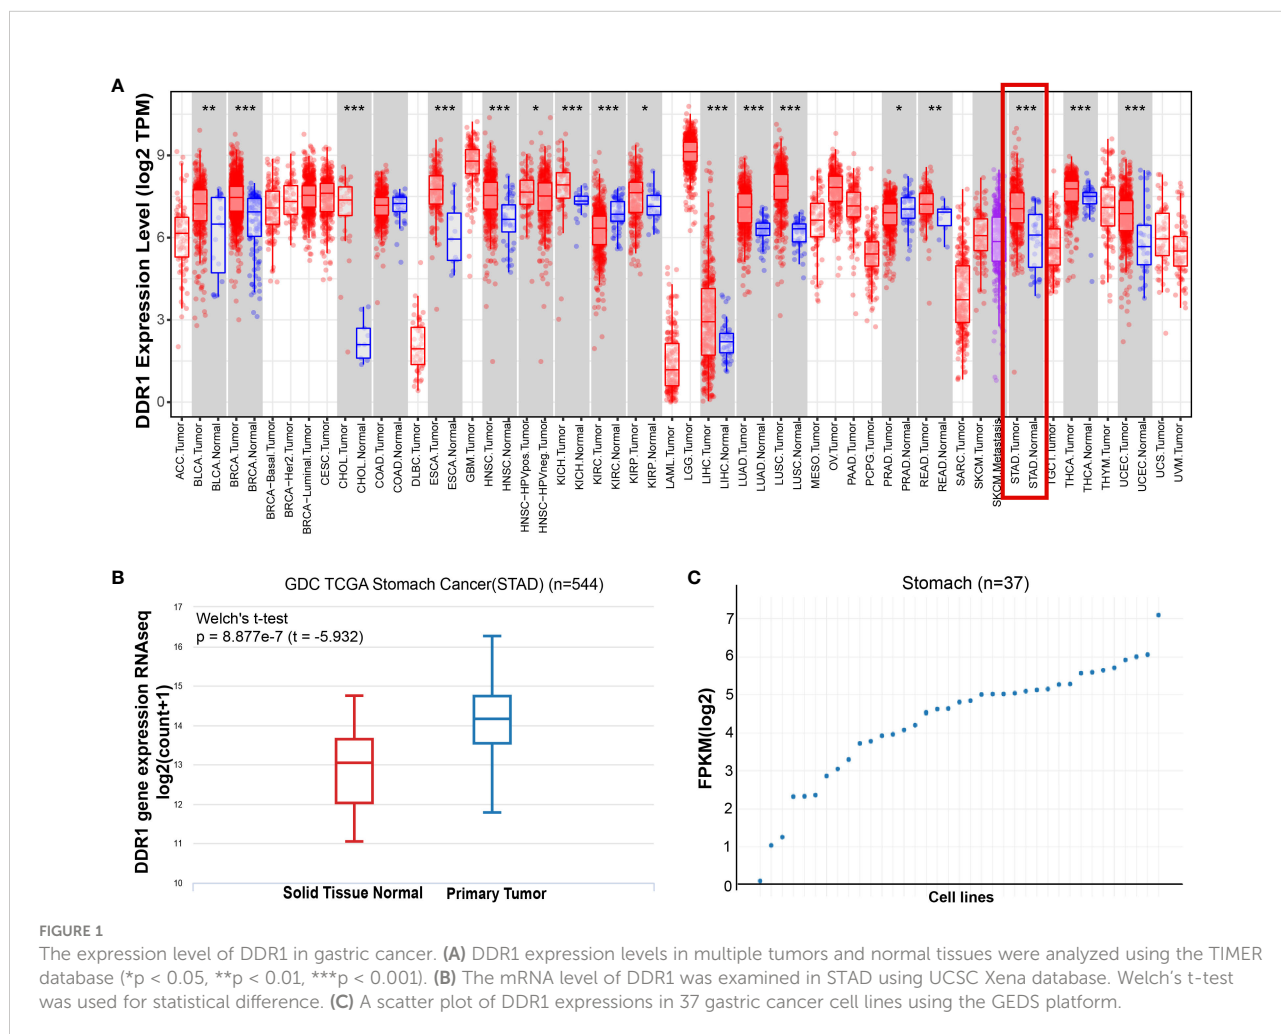 A
DDR1 Expression Level (log2 TPM)
** *** *** *** *** * *** *** * *** *** *** * ** *** *** ***
9
6
3
0
ACC.Tumor
BLCA.Tumor
BLCA.Normal
BRCA.Tumor
BRCA.Normal
BRCA−Basal.Tumor
BRCA−Her2.Tumor
BRCA−Luminal.Tumor
CESC.Tumor
CHOL.Tumor
CHOL.Normal
COAD.Tumor
COAD.Normal
DLBC.Tumor
ESCA.Tumor
ESCA.Normal
GBM.Tumor
HNSC.Tumor
HNSC.Normal
HNSC−HPVpos.Tumor
HNSC−HPVneg.Tumor
KICH.Tumor
KICH.Normal
KIRC.Tumor
KIRC.Normal
KIRP.Tumor
KIRP.Normal
LAML.Tumor
LGG.Tumor
LIHC.Tumor
LIHC.Normal
LUAD.Tumor
LUAD.Normal
LUSC.Tumor
LUSC.Normal
MESO.Tumor
OV.Tumor
PAAD.Tumor
PCPG.Tumor
PRAD.Tumor
PRAD.Normal
READ.Tumor
READ.Normal
SARC.Tumor
SKCM.Tumor
SKCM.Metastasis
STAD.Tumor
STAD.Normal
TGCT.Tumor
THCA.Tumor
THCA.Normal
THYM.Tumor
UCEC.Tumor
UCEC.Normal
UCS.Tumor
UVM.Tumor
B
GDC TCGA Stomach Cancer(STAD) (n=544)
Welch's t-test
p = 8.877e-7 (t = -5.932)
DDR1 gene expression RNAseq
log2(count+1)
17
16
15
14
13
12
11
10
Solid Tissue Normal
Primary Tumor
C
Stomach (n=37)
FPKM(log2)
7
6
5
4
3
2
1
0
Cell lines
FIGURE 1
The expression level of DDR1 in gastric cancer. (A) DDR1 expression levels in multiple tumors and normal tissues were analyzed using the TIMER
database (*p < 0.05, **p < 0.01, ***p < 0.001). (B) The mRNA level of DDR1 was examined in STAD using UCSC Xena database. Welch's t-test
was used for statistical difference. (C) A scatter plot of DDR1 expressions in 37 gastric cancer cell lines using the GEDS platform.